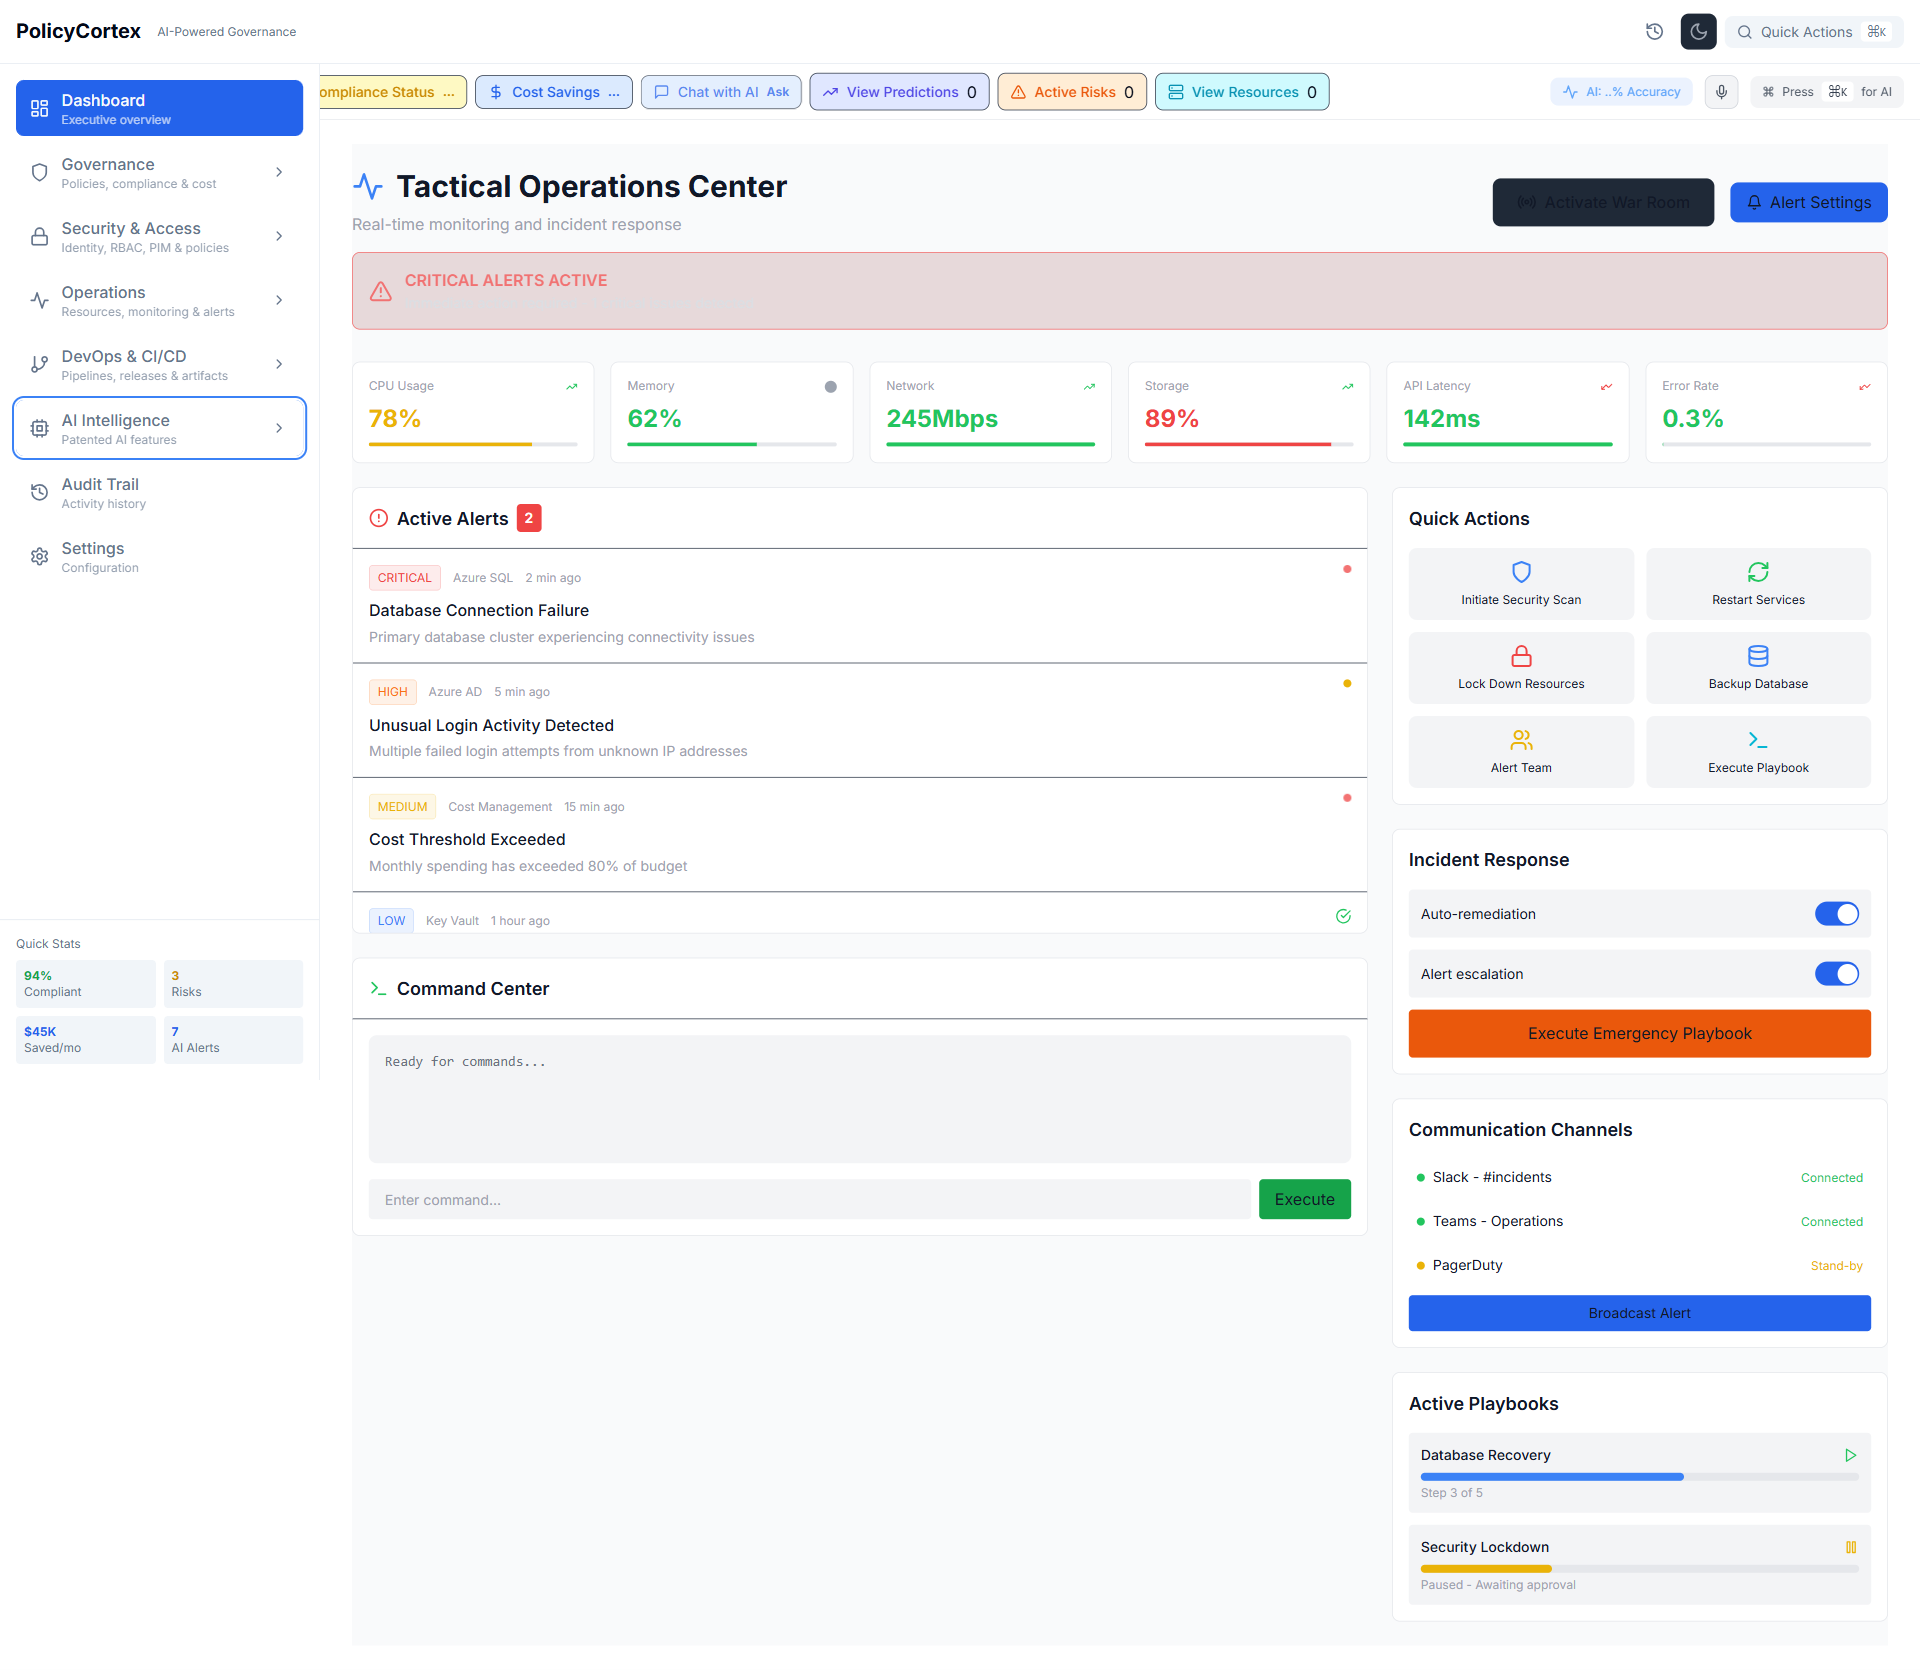 PolicyCortex AI-Powered Governance
Quick Actions ⌘K
Dashboard
Executive overview
Governance
Policies, compliance & cost
Security & Access
Identity, RBAC, PIM & policies
Operations
Resources, monitoring & alerts
DevOps & CI/CD
Pipelines, releases & artifacts
AI Intelligence
Patented AI features
Audit Trail
Activity history
Settings
Configuration
Quick Stats
94%
Compliant
3
Risks
$45K
Saved/mo
7
AI Alerts
ompliance Status ...
Cost Savings ...
Chat with AI Ask
View Predictions 0
Active Risks 0
View Resources 0
AI: ..% Accuracy
⌘ Press ⌘K for AI
Tactical Operations Center
Real-time monitoring and incident response
Activate War Room
Alert Settings
CRITICAL ALERTS ACTIVE
CPU Usage
78%
Memory
62%
Network
245Mbps
Storage
89%
API Latency
142ms
Error Rate
0.3%
Active Alerts 2
CRITICAL Azure SQL 2 min ago
Database Connection Failure
Primary database cluster experiencing connectivity issues
HIGH Azure AD 5 min ago
Unusual Login Activity Detected
Multiple failed login attempts from unknown IP addresses
MEDIUM Cost Management 15 min ago
Cost Threshold Exceeded
Monthly spending has exceeded 80% of budget
LOW Key Vault 1 hour ago
Command Center
Ready for commands...
Enter command...
Execute
Quick Actions
Initiate Security Scan
Restart Services
Lock Down Resources
Backup Database
Alert Team
Execute Playbook
Incident Response
Auto-remediation
Alert escalation
Execute Emergency Playbook
Communication Channels
Slack - #incidents Connected
Teams - Operations Connected
PagerDuty Stand-by
Broadcast Alert
Active Playbooks
Database Recovery
Step 3 of 5
Security Lockdown
Paused - Awaiting approval